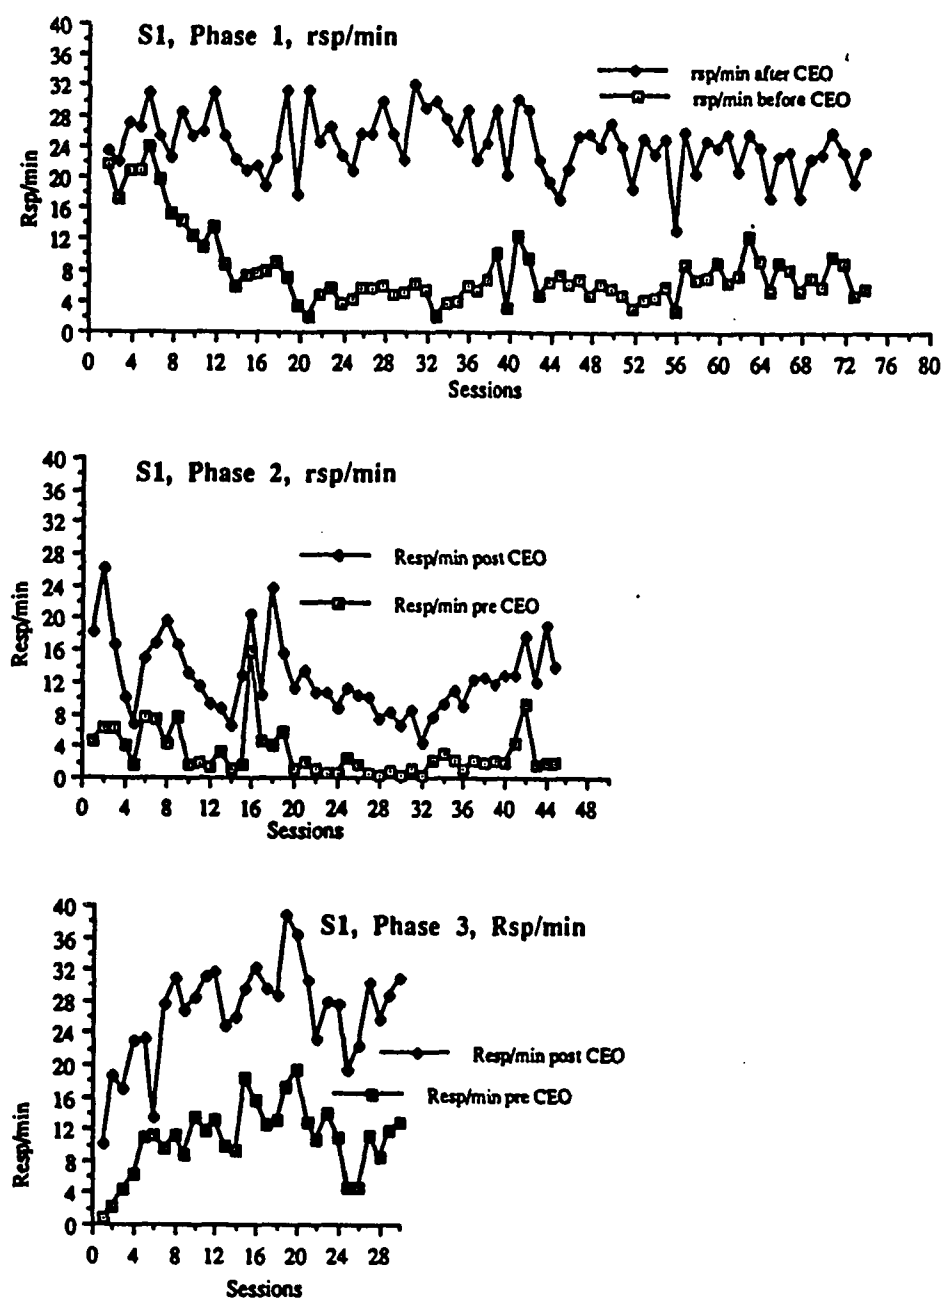 S1, Phase 1, rsp/min
rsp/min after CEO
rsp/min before CEO
Rsp/min
40
36
32
28
24
20
16
12
8
4
0
0 4 8 12 16 20 24 28 32 36 40 44 48 52 56 60 64 68 72 76 80
Sessions
S1, Phase 2, rsp/min
Resp/min post CEO
Resp/min pre CEO
Resp/min
40
36
32
28
24
20
16
12
8
4
0
0 4 8 12 16 20 24 28 32 36 40 44 48
Sessions
S1, Phase 3, Rsp/min
Resp/min post CEO
Resp/min pre CEO
Resp/min
40
36
32
28
24
20
16
12
8
4
0
0 4 8 12 16 20 24 28
Sessions